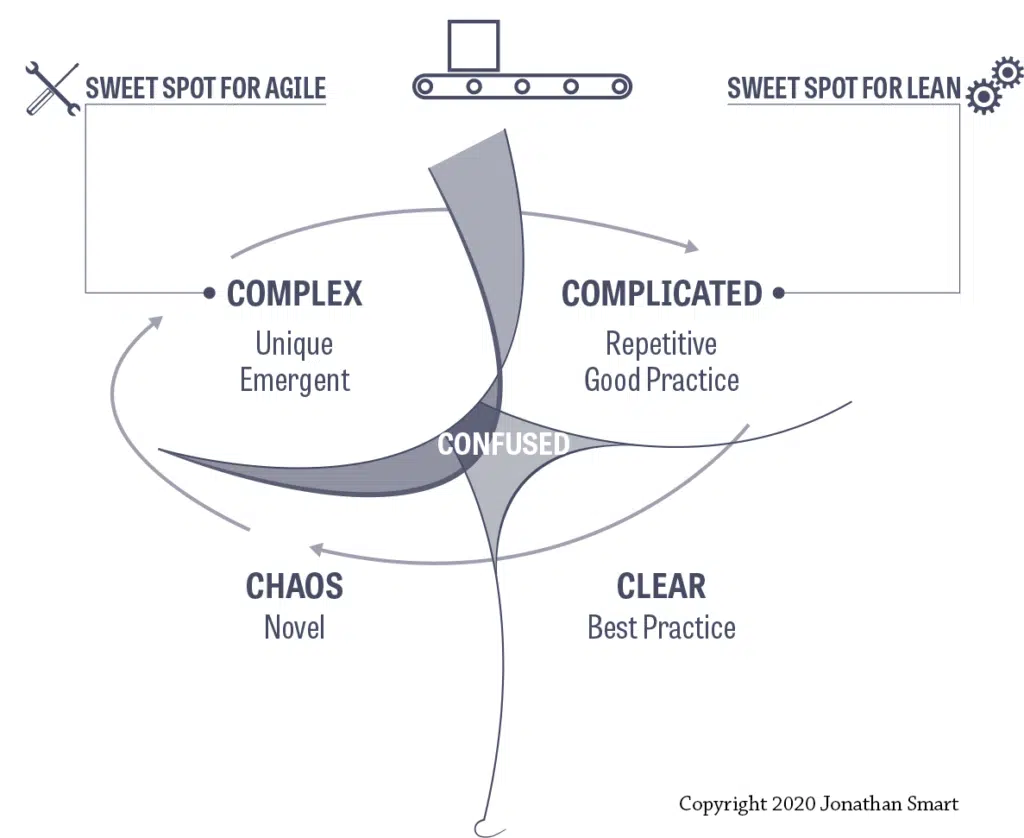 SWEET SPOT FOR AGILE
SWEET SPOT FOR LEAN
COMPLEX
Unique
Emergent
COMPLICATED
Repetitive
Good Practice
CONFUSED
CHAOS
Novel
CLEAR
Best Practice
Copyright 2020 Jonathan Smart